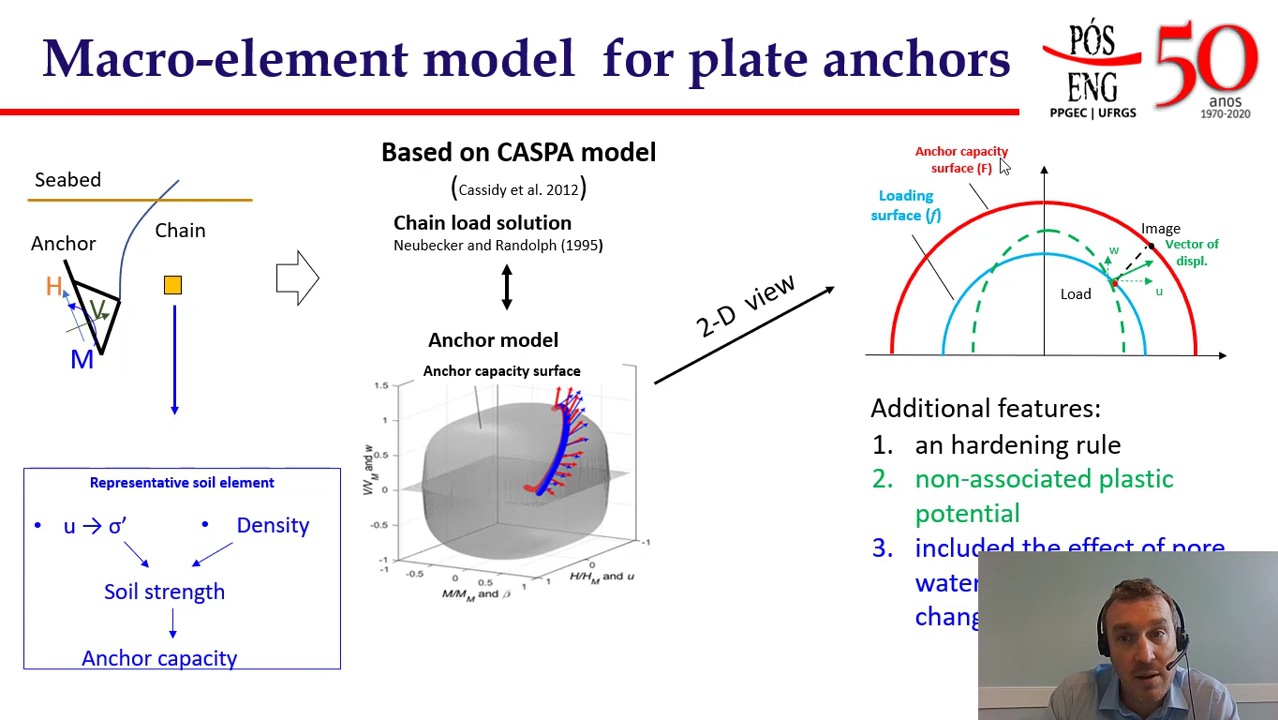 Macro-element model for plate anchors
PÓS
ENG
PPGEC | UFRGS
50
anos
1970-2020
Seabed
Chain
Anchor
H
V
M
Representative soil element
• u → σ’
• Density
Soil strength
Anchor capacity
Based on CASPA model
(Cassidy et al. 2012)
Chain load solution
Neubecker and Randolph (1995)
Anchor model
Anchor capacity surface
1.5
1
0.5
0
-0.5
-1
V/V_M and w
-1
-0.5
0
0.5
1
M/M_M and β̇
1
0
-1
H/H_M and u
2-D view
Anchor capacity
surface (F)
Loading
surface (f)
Image
Vector of
displ.
w
u
Load
Additional features:
1. an hardening rule
2. non-associated plastic
potential
3. included the effect of pore
water
chang